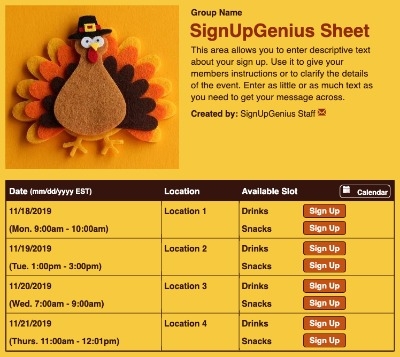 Group Name
SignUpGenius Sheet
This area allows you to enter descriptive text
about your sign up. Use it to give your
members instructions or to clarify the details
of the event. Enter as little or as much text as
you need to get your message across.
Created by: SignUpGenius Staff
Date (mm/dd/yyyy EST) Location Available Slot Calendar
11/18/2019 Location 1 Drinks Sign Up
(Mon. 9:00am - 10:00am) Snacks Sign Up
11/19/2019 Location 2 Drinks Sign Up
(Tue. 1:00pm - 3:00pm) Snacks Sign Up
11/20/2019 Location 3 Drinks Sign Up
(Wed. 7:00am - 9:00am) Snacks Sign Up
11/21/2019 Location 4 Drinks Sign Up
(Thurs. 11:00am - 12:01pm) Snacks Sign Up